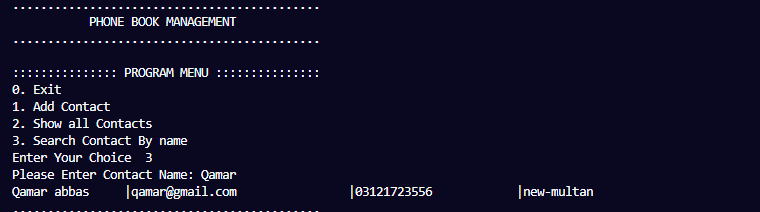 ............................................
PHONE BOOK MANAGEMENT
............................................
::::::::::::::: PROGRAM MENU :::::::::::::::
0. Exit
1. Add Contact
2. Show all Contacts
3. Search Contact By name
Enter Your Choice  3
Please Enter Contact Name: Qamar
Qamar abbas     |qamar@gmail.com                |03121723556            |new-multan
............................................